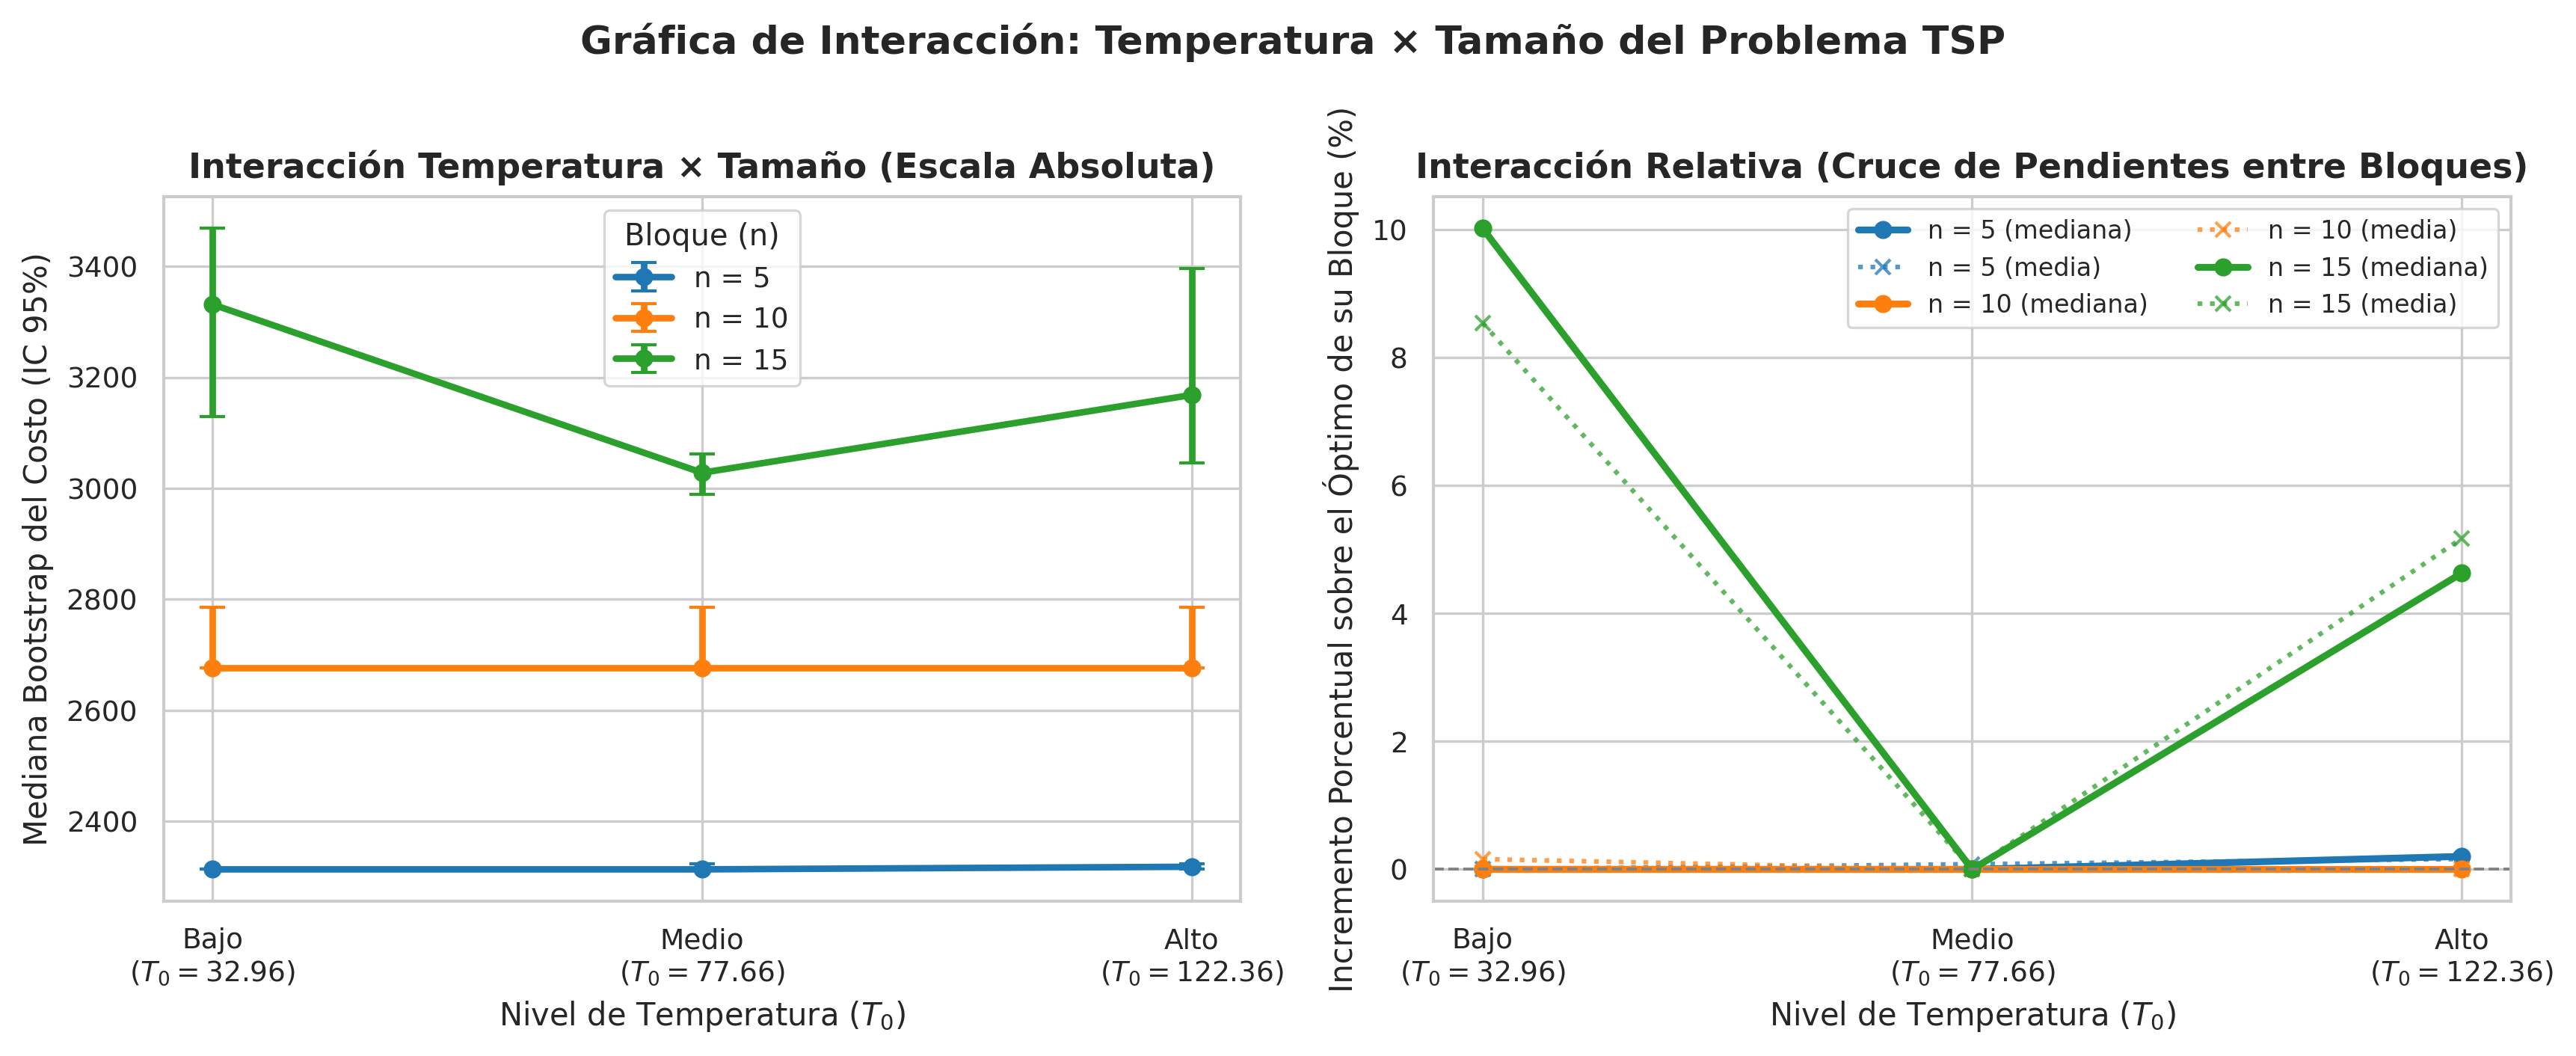 Gráfica de Interacción: Temperatura × Tamaño del Problema TSP
Interacción Temperatura × Tamaño (Escala Absoluta)
Mediana Bootstrap del Costo (IC 95%)
3400
3200
3000
2800
2600
2400
Bloque (n)
n = 5
n = 10
n = 15
Bajo
(T₀ = 32.96)
Medio
(T₀ = 77.66)
Alto
(T₀ = 122.36)
Nivel de Temperatura (T₀)
Interacción Relativa (Cruce de Pendientes entre Bloques)
Incremento Porcentual sobre el Óptimo de su Bloque (%)
10
8
6
4
2
0
n = 5 (mediana)
n = 5 (media)
n = 10 (mediana)
n = 10 (media)
n = 15 (mediana)
n = 15 (media)
Bajo
(T₀ = 32.96)
Medio
(T₀ = 77.66)
Alto
(T₀ = 122.36)
Nivel de Temperatura (T₀)